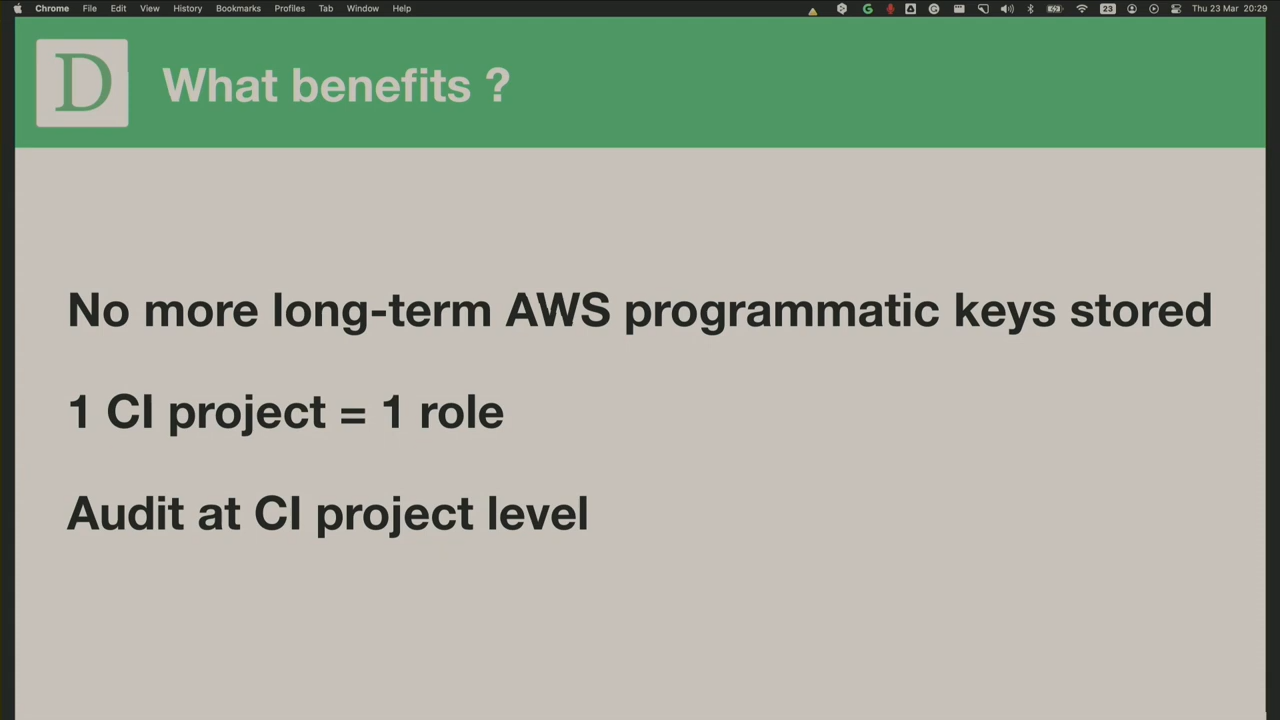 Chrome File Edit View History Bookmarks Profiles Tab Window Help 23 Thu 23 Mar 20:29
D What benefits ?
No more long-term AWS programmatic keys stored
1 CI project = 1 role
Audit at CI project level